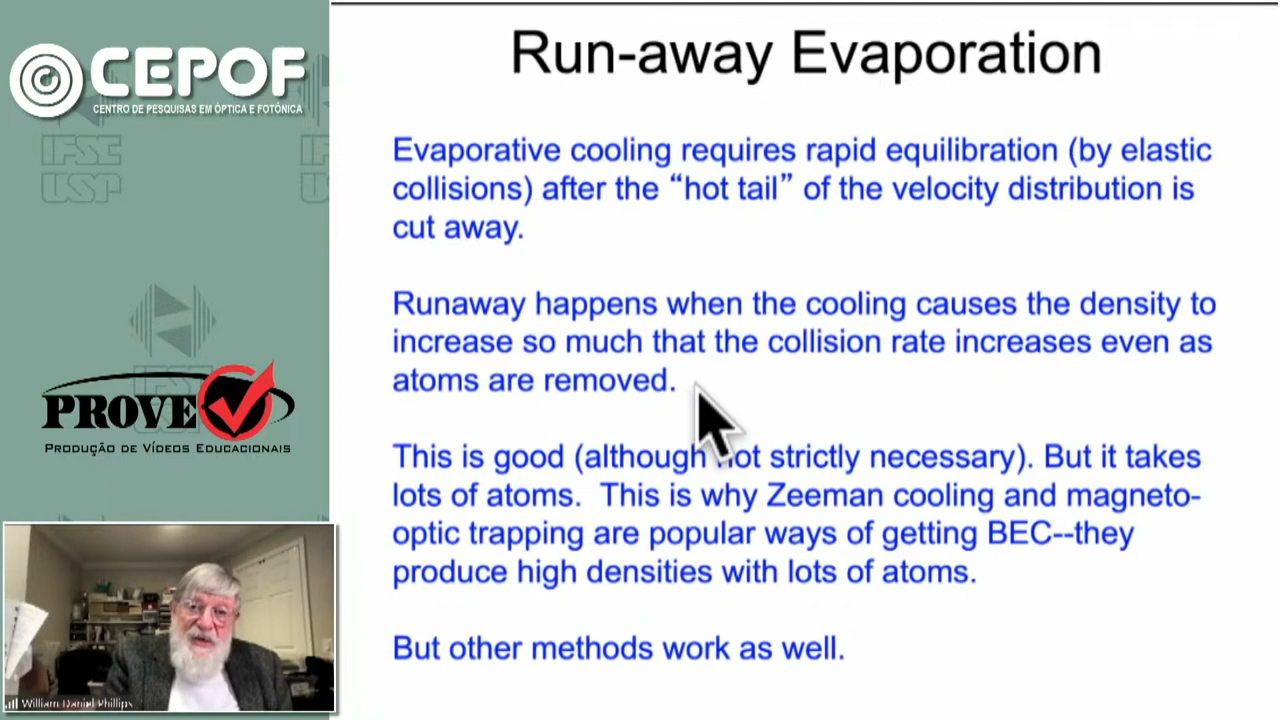 CEPOF
CENTRO DE PESQUISAS EM ÓPTICA E FOTÔNICA
IFSC
USP
PROVE
PRODUÇÃO DE VÍDEOS EDUCACIONAIS
William Daniel Phillips
Run-away Evaporation
Evaporative cooling requires rapid equilibration (by elastic
collisions) after the “hot tail” of the velocity distribution is
cut away.
Runaway happens when the cooling causes the density to
increase so much that the collision rate increases even as
atoms are removed.
This is good (although not strictly necessary). But it takes
lots of atoms.  This is why Zeeman cooling and magneto-
optic trapping are popular ways of getting BEC--they
produce high densities with lots of atoms.
But other methods work as well.